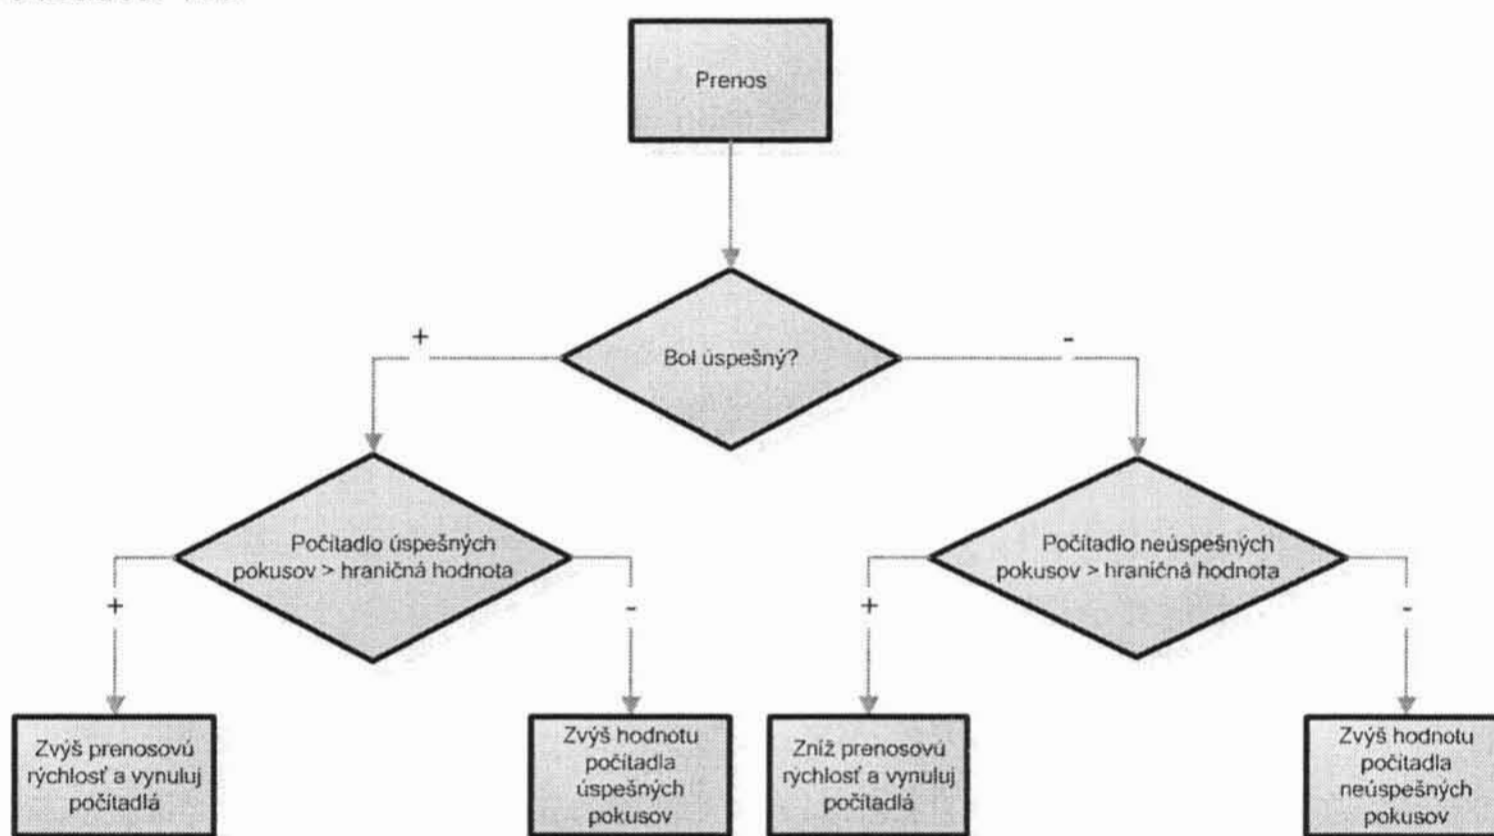 Prenos
Bol úspešný?
+
-
Počítadlo úspešných
pokusov > hraničná hodnota
Počítadlo neúspešných
pokusov > hraničná hodnota
+
-
+
-
Zvýš prenosovú
rýchlosť a vynuluj
počítadlá
Zvýš hodnotu
počítadla
úspešných
pokusov
Zníž prenosovú
rýchlosť a vynuluj
počítadlá
Zvýš hodnotu
počítadla
neúspešných
pokusov